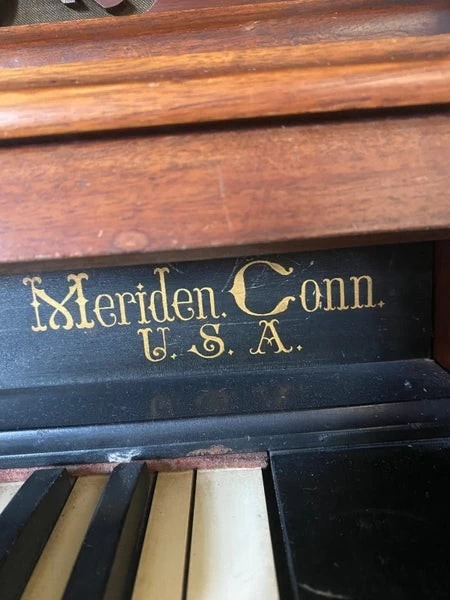 Meriden. Conn.
U. S. A.